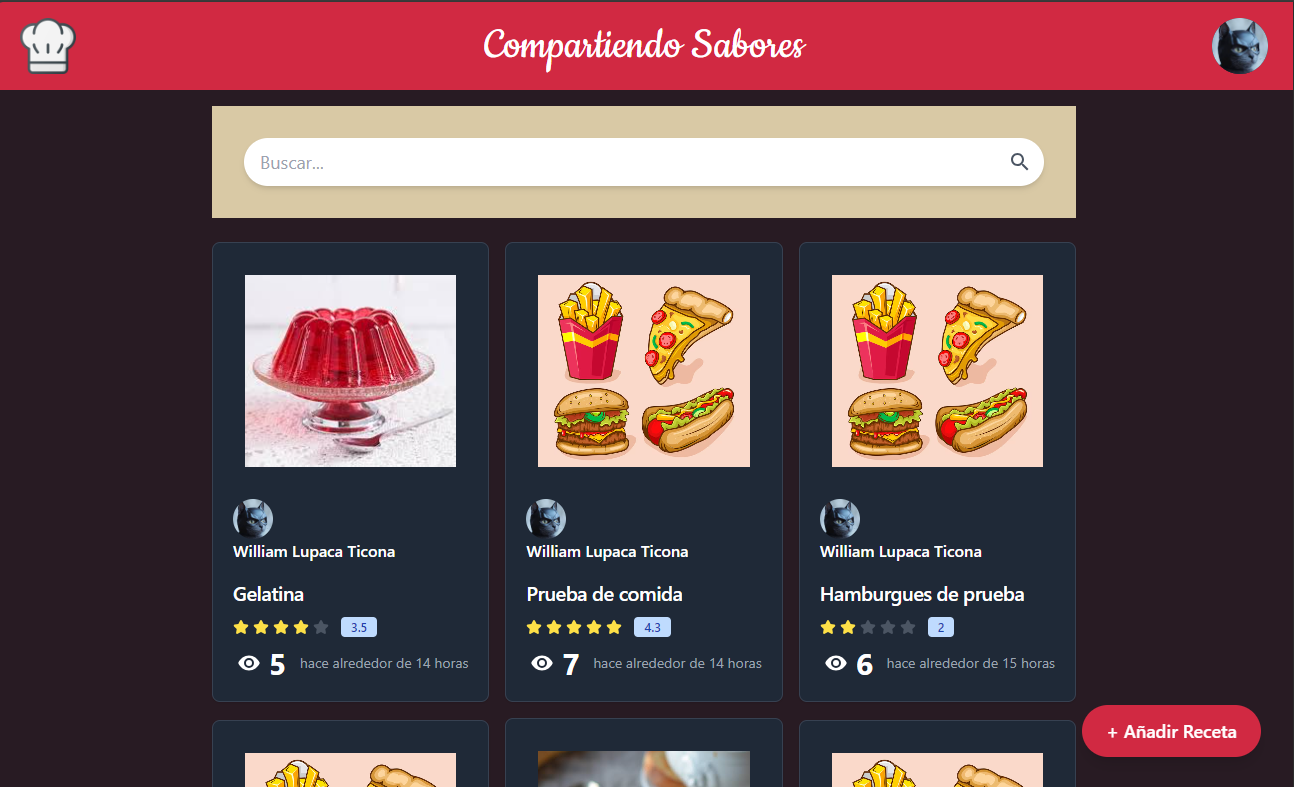 Compartiendo Sabores
Buscar...
William Lupaca Ticona
Gelatina
3.5
5 hace alrededor de 14 horas
William Lupaca Ticona
Prueba de comida
4.3
7 hace alrededor de 14 horas
William Lupaca Ticona
Hamburgues de prueba
2
6 hace alrededor de 15 horas
+ Añadir Receta